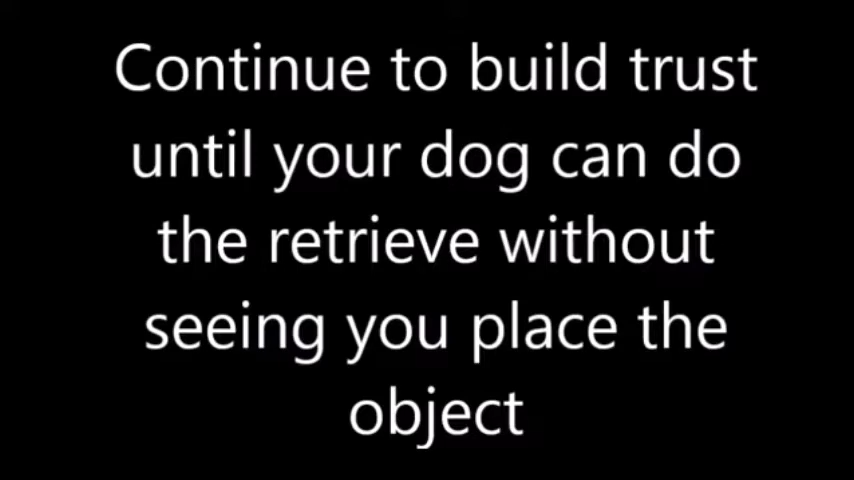 Continue to build trust
until your dog can do
the retrieve without
seeing you place the
object